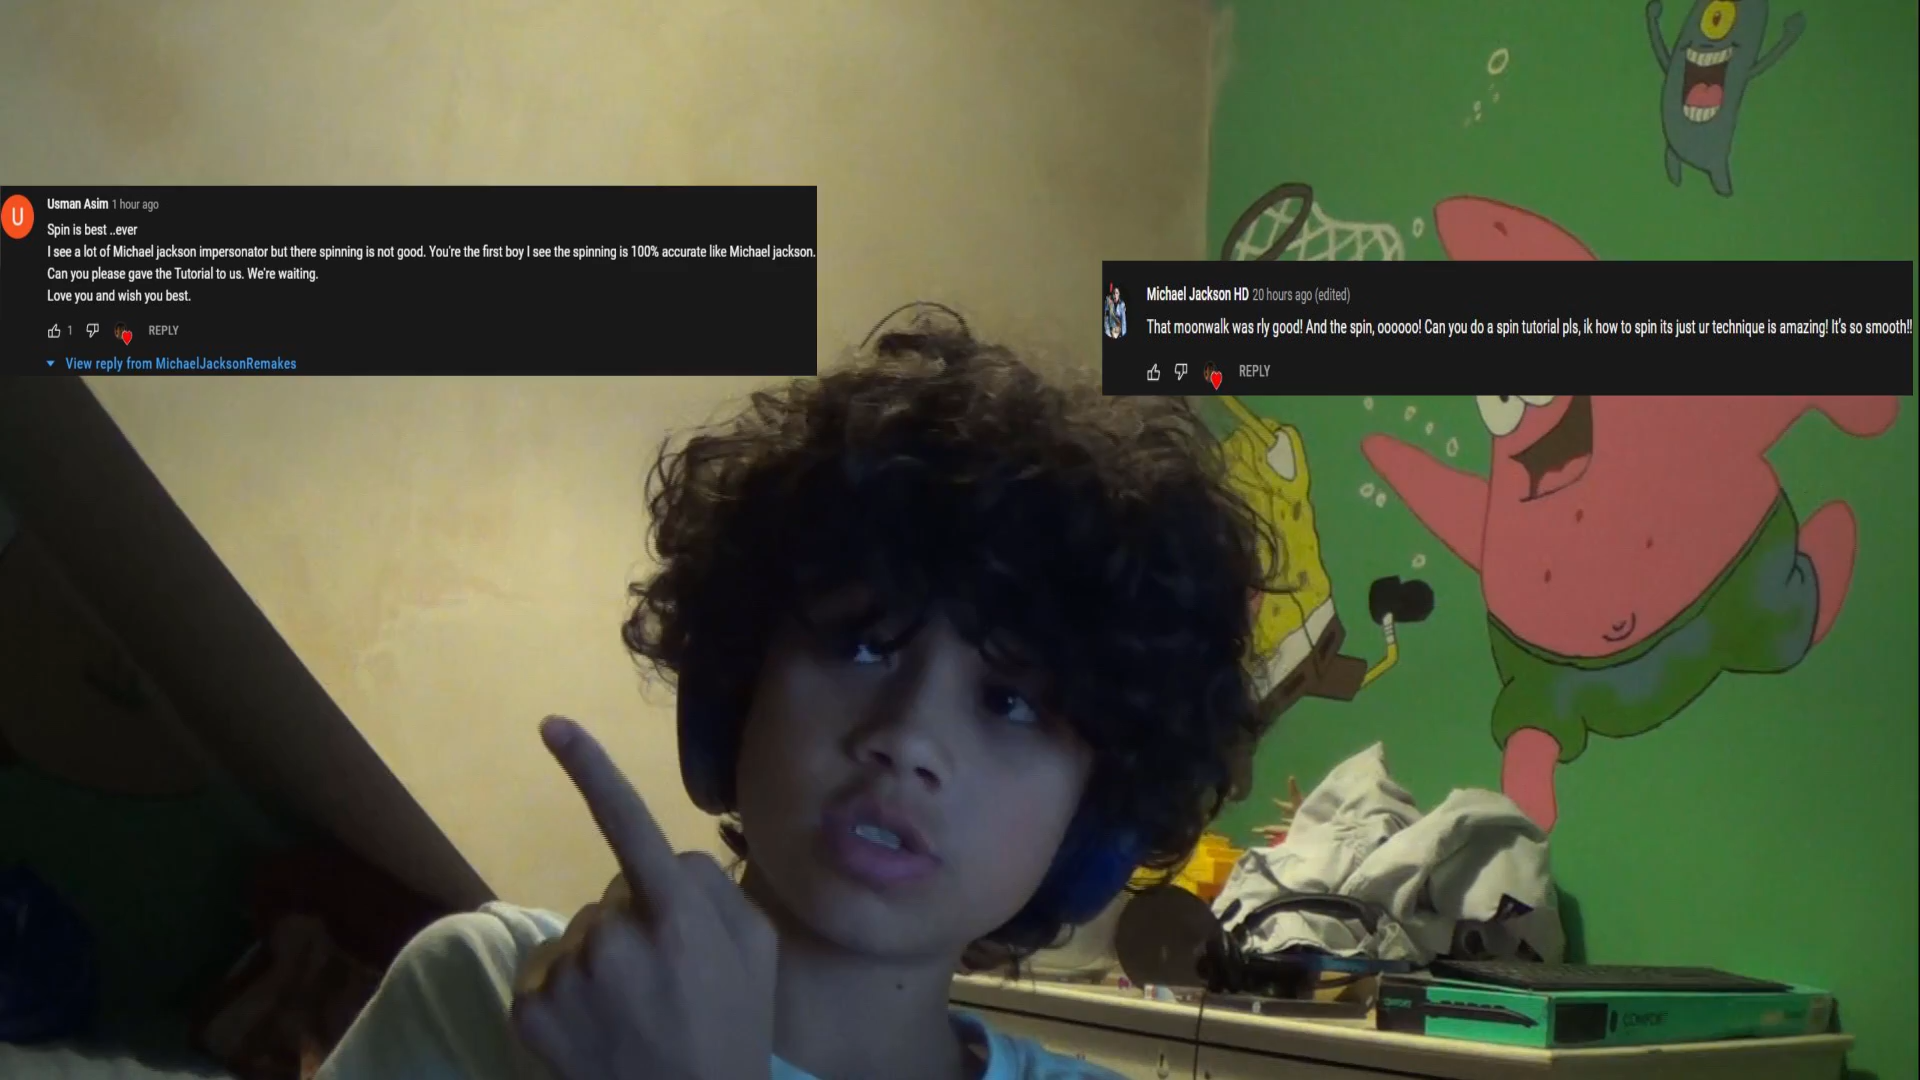 U
Usman Asim 1 hour ago
Spin is best ..ever
I see a lot of Michael jackson impersonator but there spinning is not good. You're the first boy I see the spinning is 100% accurate like Michael jackson.
Can you please gave the Tutorial to us. We're waiting.
Love you and wish you best.
1 REPLY
View reply from MichaelJacksonRemakes
Michael Jackson HD 20 hours ago (edited)
That moonwalk was rly good! And the spin, oooooo! Can you do a spin tutorial pls, ik how to spin its just ur technique is amazing! It's so smooth!!
REPLY
COMFORT